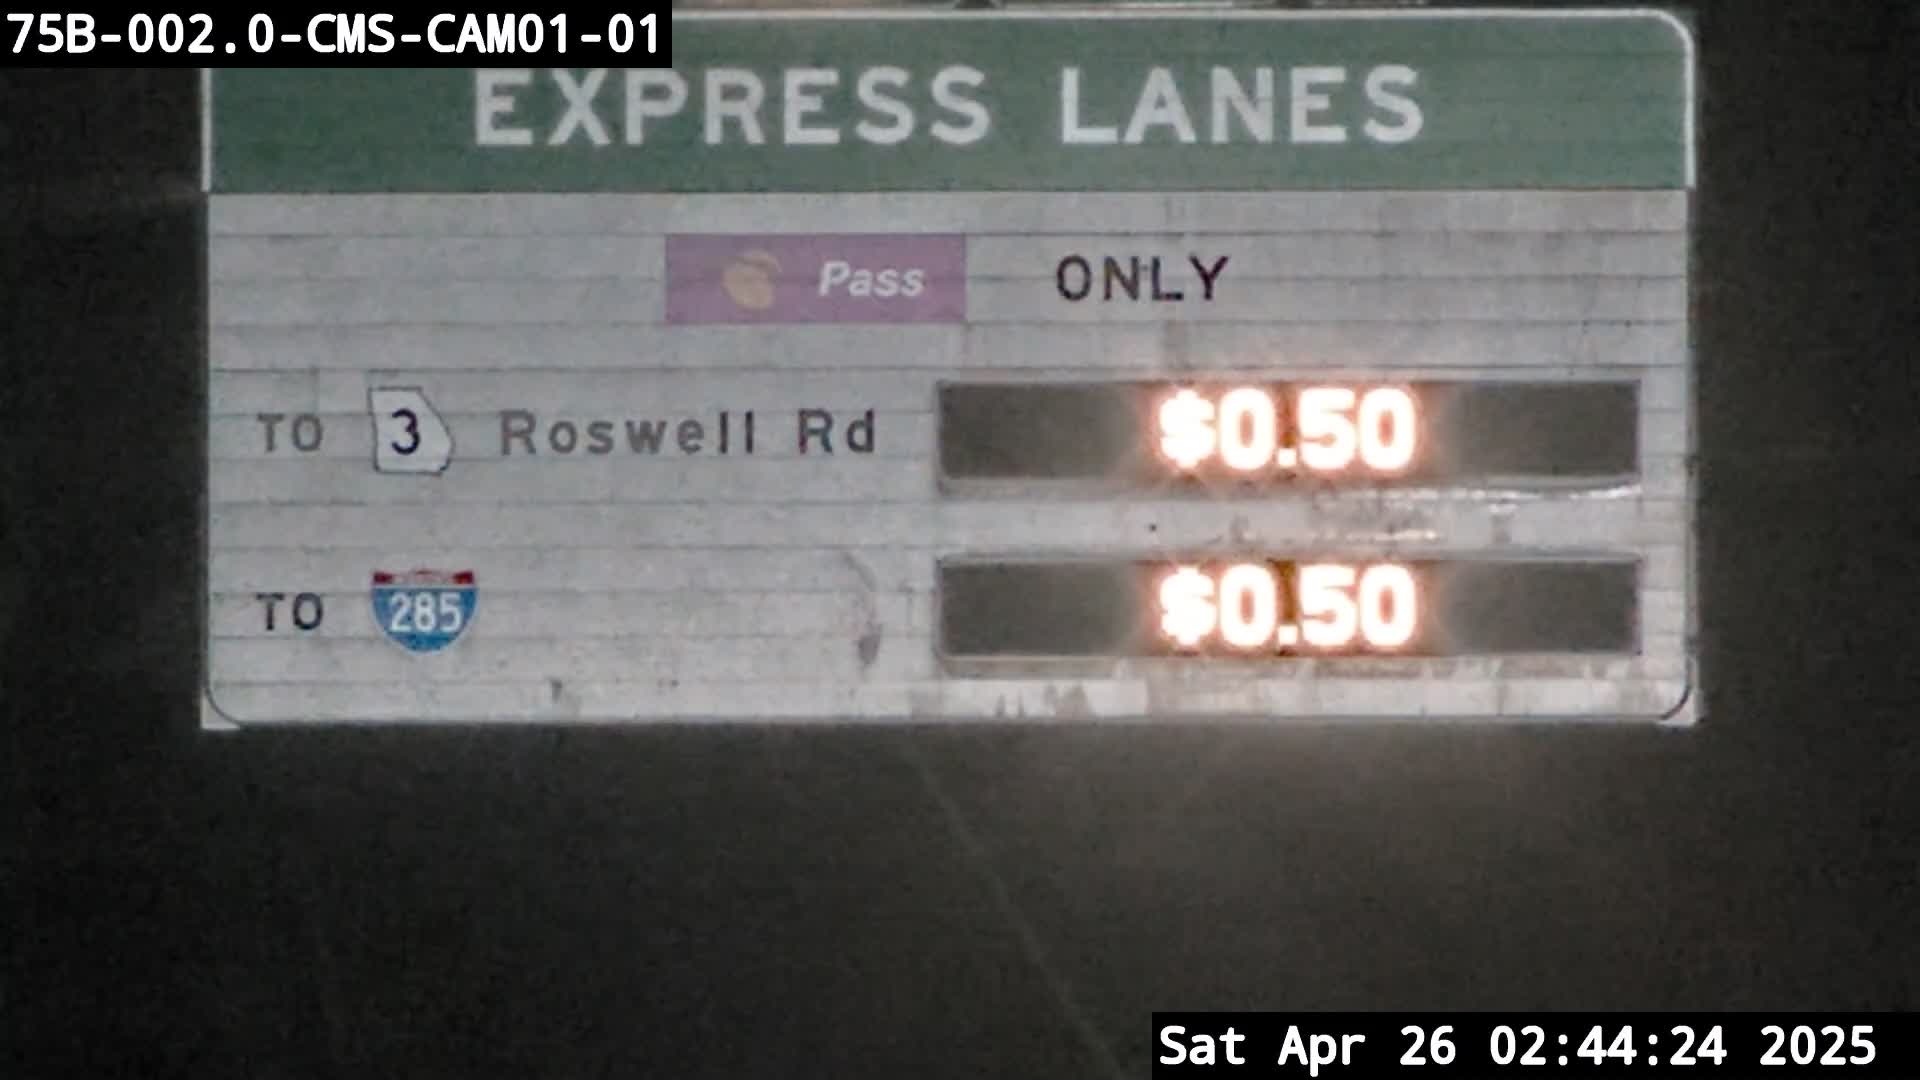 75B-002.0-CMS-CAM01-01
EXPRESS LANES
Pass ONLY
TO 3 Roswell Rd $0.50
TO 285 $0.50
Sat Apr 26 02:44:24 2025